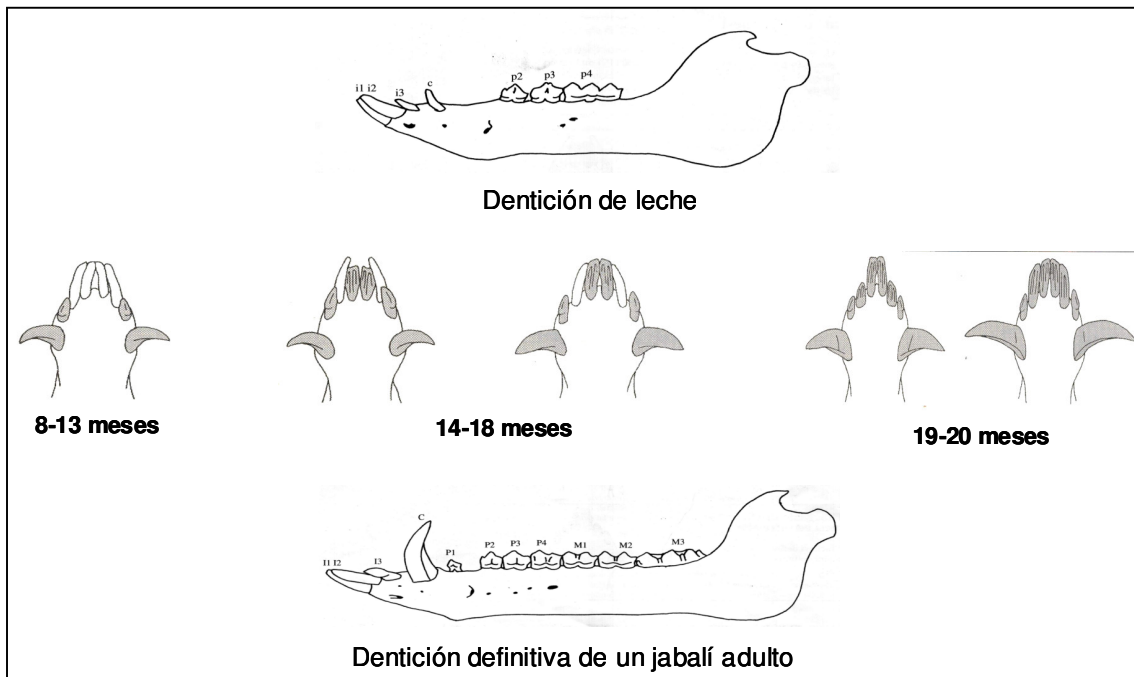 i1 i2 i3 c p2 p3 p4
Dentición de leche
8-13 meses 14-18 meses 19-20 meses
C
I1 I2 I3 P1 P2 P3 P4 M1 M2 M3
Dentición definitiva de un jabalí adulto